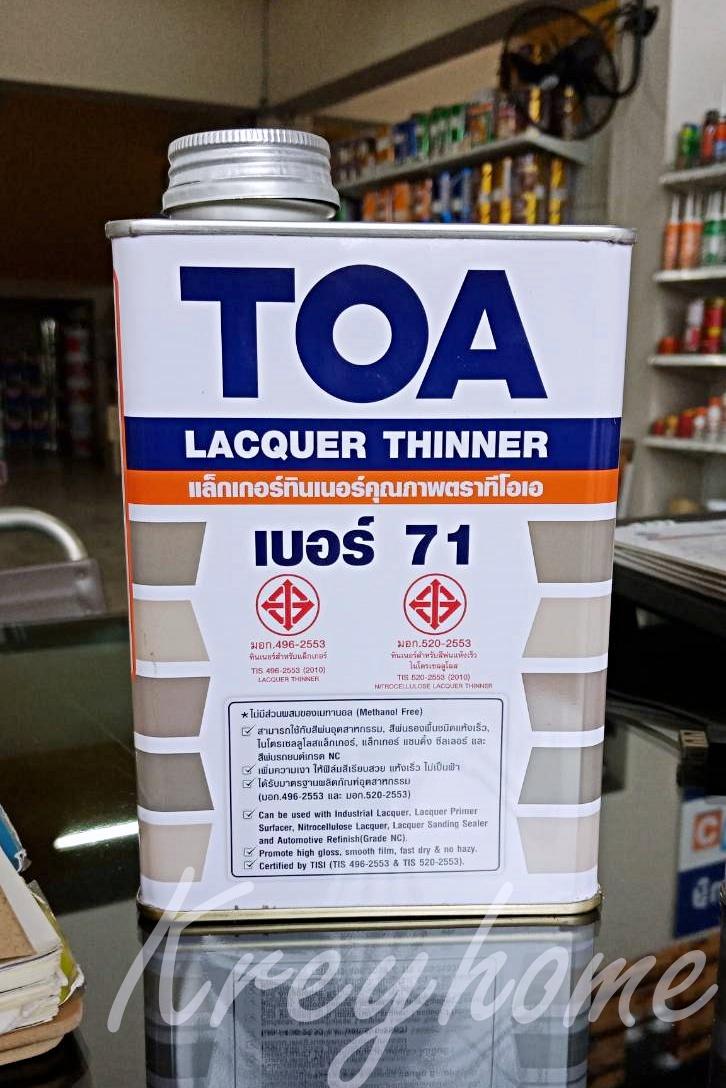 TOA
LACQUER THINNER
แล็กเกอร์ทินเนอร์คุณภาพตราทีโอเอ
เบอร์ 71
มอก.496-2553
ทินเนอร์สำหรับแล็กเกอร์
TIS 496-2553 (2010)
LACQUER THINNER
มอก.520-2553
ทินเนอร์สำหรับสีพ่นแห้งเร็ว
ไนโตรเซลลูโลส
TIS 520-2553 (2010)
NITROCELLULOSE LACQUER THINNER
★ไม่มีส่วนผสมของเมทานอล (Methanol Free)
สามารถใช้กับสีพ่นอุตสาหกรรม, สีพ่นรองพื้นชนิดแห้งเร็ว,
ไนโตรเซลลูโลสแล็กเกอร์, แล็กเกอร์ แซนดิ้ง ซีลเลอร์ และ
สีพ่นรถยนต์เกรด NC
เพิ่มความเงา ให้ฟิล์มสีเรียบสวย แห้งเร็ว ไม่เป็นฝ้า
ได้รับมาตรฐานผลิตภัณฑ์อุตสาหกรรม
(มอก.496-2553 และ มอก.520-2553)
Can be used with Industrial Lacquer, Lacquer Primer
Surfacer, Nitrocellulose Lacquer, Lacquer Sanding Sealer
and Automotive Refinish(Grade NC).
Promote high gloss, smooth film, fast dry & no hazy.
Certified by TISI (TIS 496-2553 & TIS 520-2553).
Kreyhome